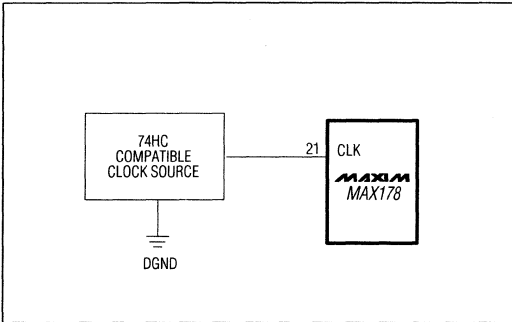 74HC
COMPATIBLE
CLOCK SOURCE
21
CLK
MAXIM
MAX178
DGND